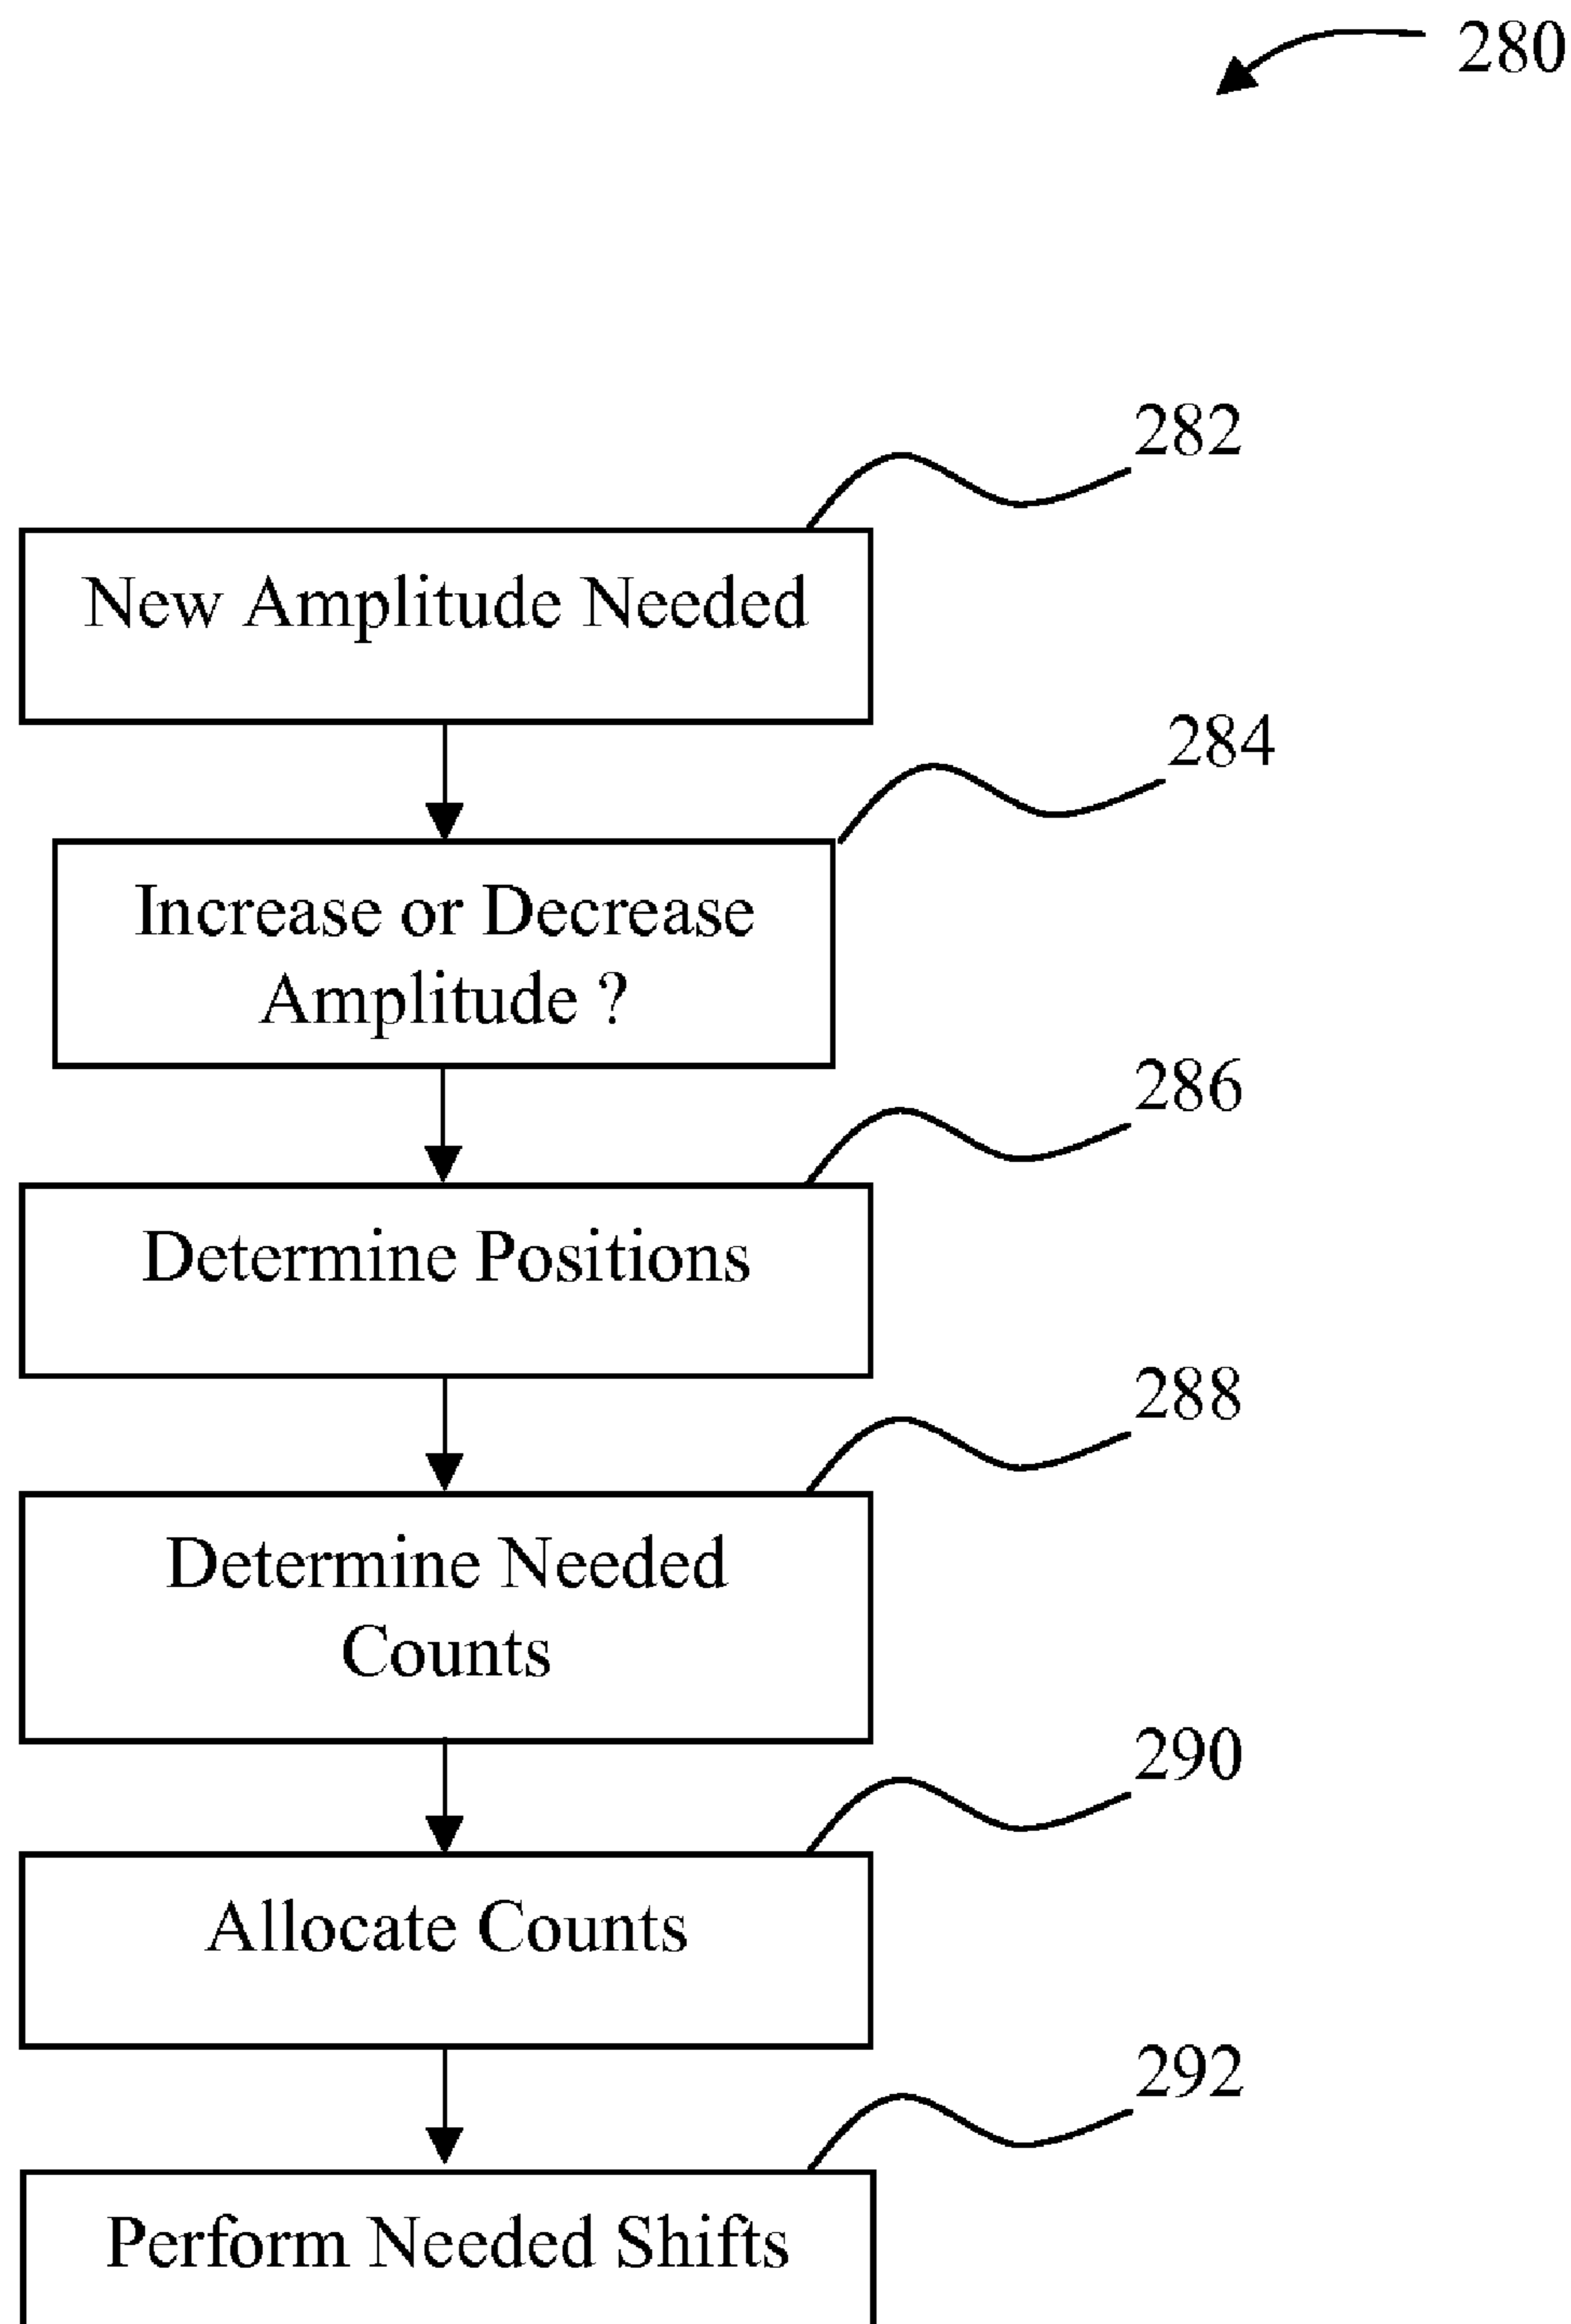 280
282
New Amplitude Needed
284
Increase or Decrease
Amplitude ?
286
Determine Positions
288
Determine Needed
Counts
290
Allocate Counts
292
Perform Needed Shifts